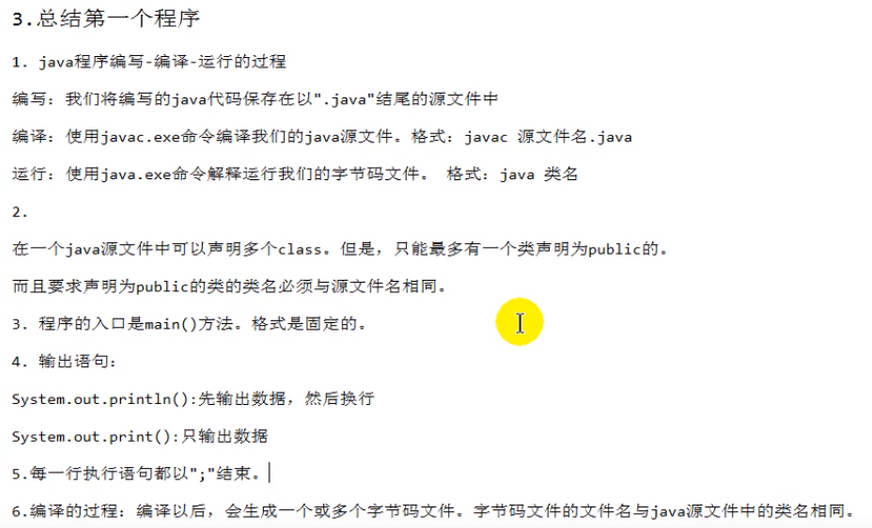 3.总结第一个程序
1. java程序编写-编译-运行的过程
编写：我们将编写的java代码保存在以".java"结尾的源文件中
编译：使用javac.exe命令编译我们的java源文件。格式：javac 源文件名.java
运行：使用java.exe命令解释运行我们的字节码文件。 格式：java 类名
2.
在一个java源文件中可以声明多个class。但是，只能最多有一个类声明为public的。
而且要求声明为public的类的类名必须与源文件名相同。
3. 程序的入口是main()方法。格式是固定的。
4. 输出语句：
System.out.println():先输出数据，然后换行
System.out.print():只输出数据
5.每一行执行语句都以";"结束。
6.编译的过程：编译以后，会生成一个或多个字节码文件。字节码文件的文件名与java源文件中的类名相同。